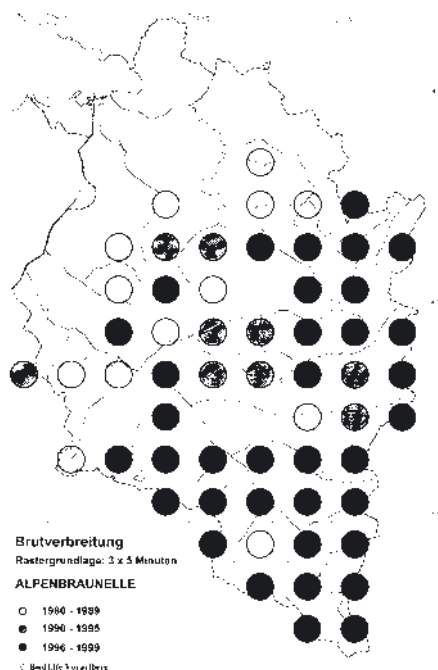 Brutverbreitung
Rastergrundlage: 3 x 5 Minuten
ALPENBRAUNELLE
1980 - 1989
1990 - 1995
1996 - 1999